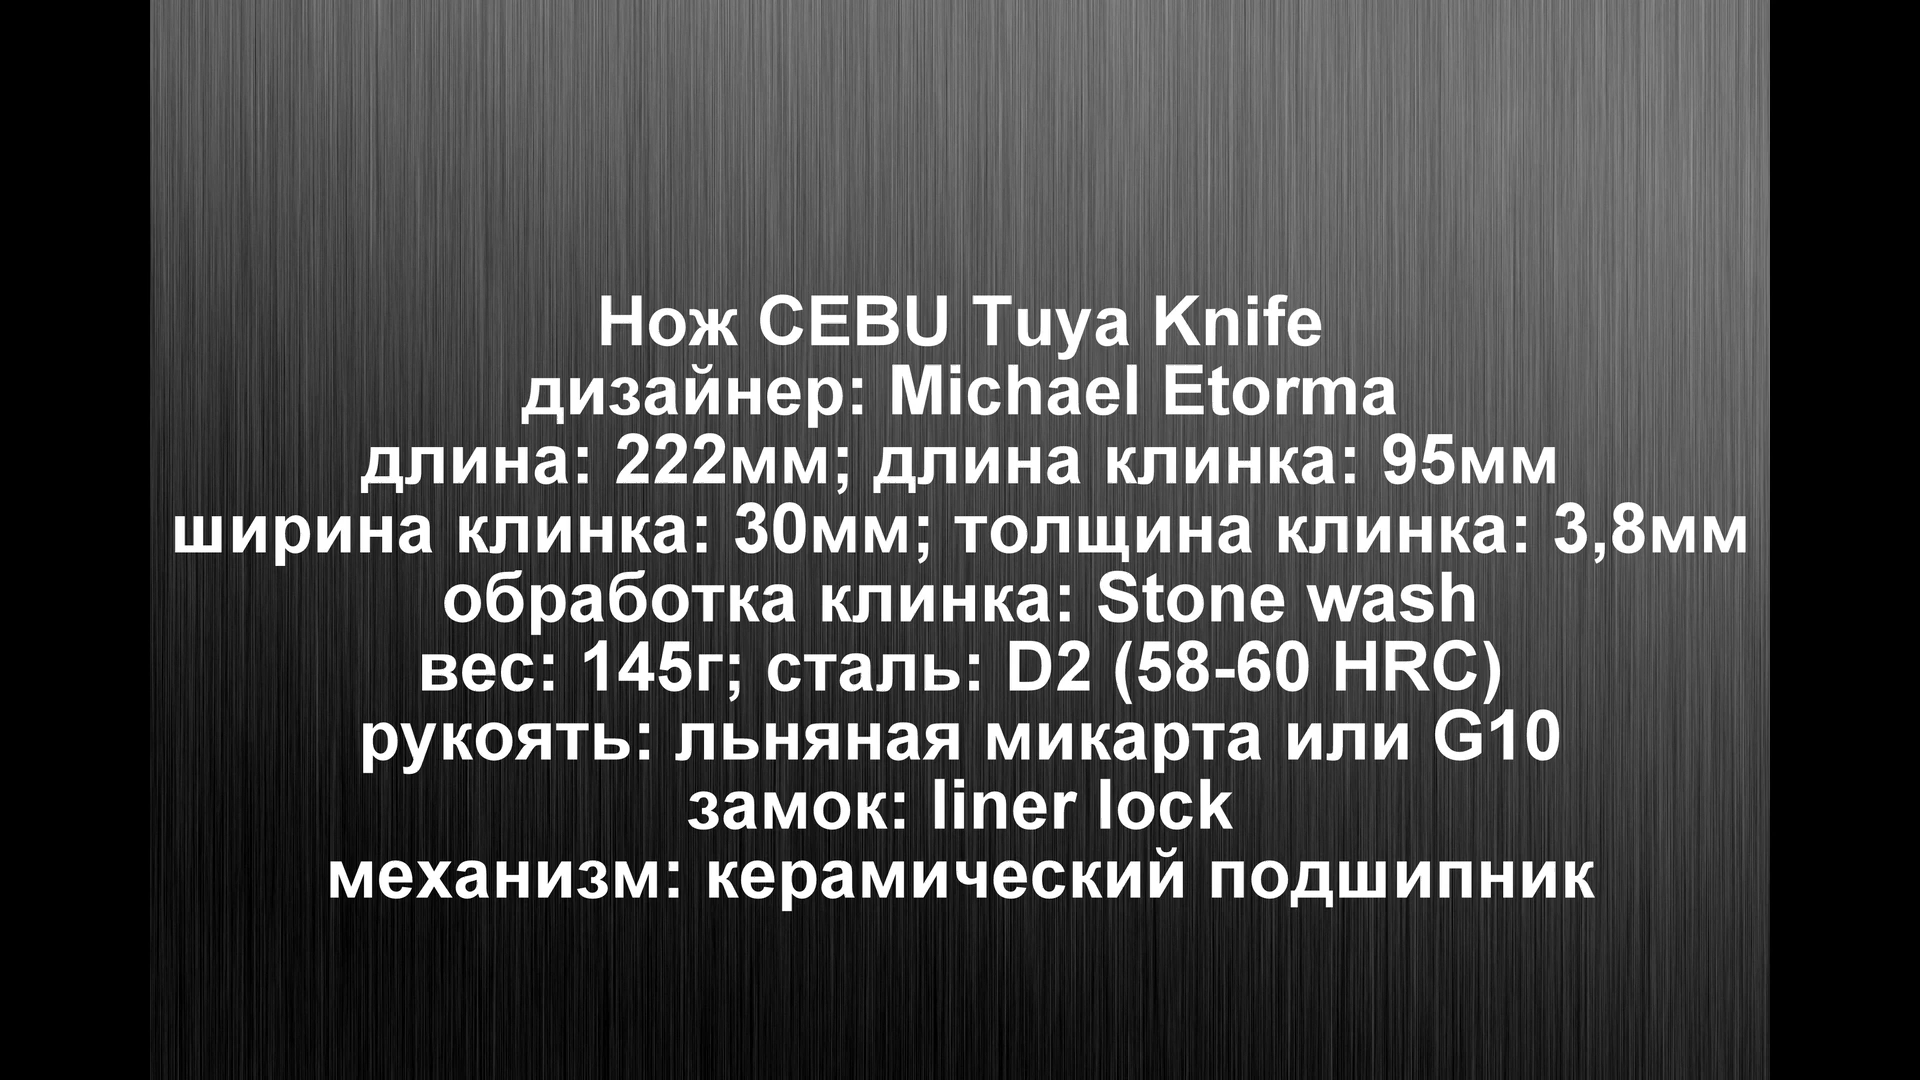 Нож CEBU Tuya Knife
дизайнер: Michael Etorma
длина: 222мм; длина клинка: 95мм
ширина клинка: 30мм; толщина клинка: 3,8мм
обработка клинка: Stone wash
вес: 145г; сталь: D2 (58-60 HRC)
рукоять: льняная микарта или G10
замок: liner lock
механизм: керамический подшипник